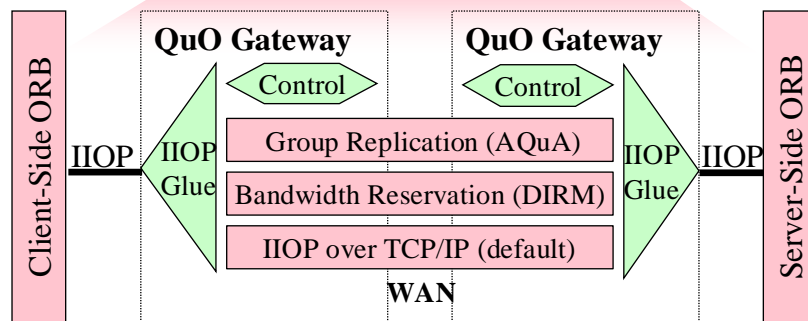 QuO Gateway
QuO Gateway
Client-Side ORB
Control
Control
IIOP
IIOP
Glue
Group Replication (AQuA)
Bandwidth Reservation (DIRM)
IIOP over TCP/IP (default)
IIOP
Glue
IIOP
Server-Side ORB
WAN